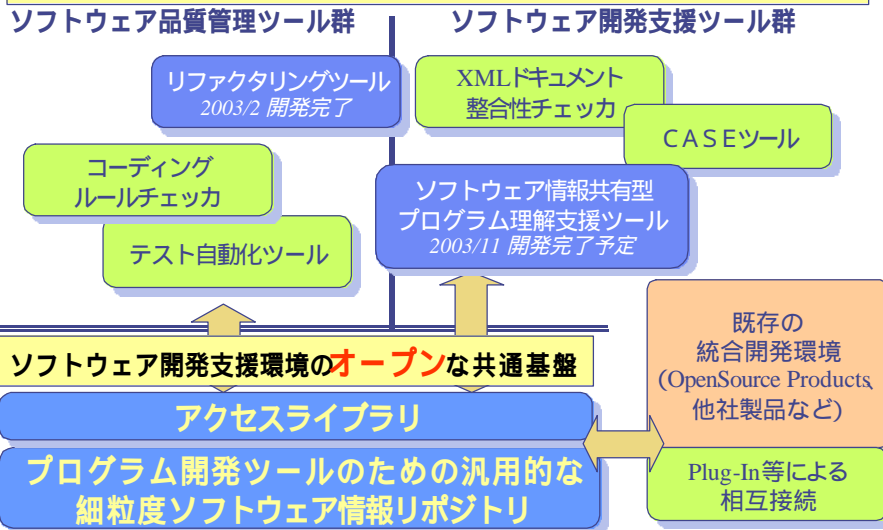 ソフトウェア品質管理ツール群
ソフトウェア開発支援ツール群
リファクタリングツール
2003/2 開発完了
XMLドキュメント
整合性チェッカ
CASEツール
コーディング
ルールチェッカ
テスト自動化ツール
ソフトウェア情報共有型
プログラム理解支援ツール
2003/11 開発完了予定
ソフトウェア開発支援環境のオープンな共通基盤
アクセスライブラリ
プログラム開発ツールのための汎用的な
細粒度ソフトウェア情報リポジトリ
既存の
統合開発環境
(OpenSource Products、
他社製品など)
Plug-In等による
相互接続